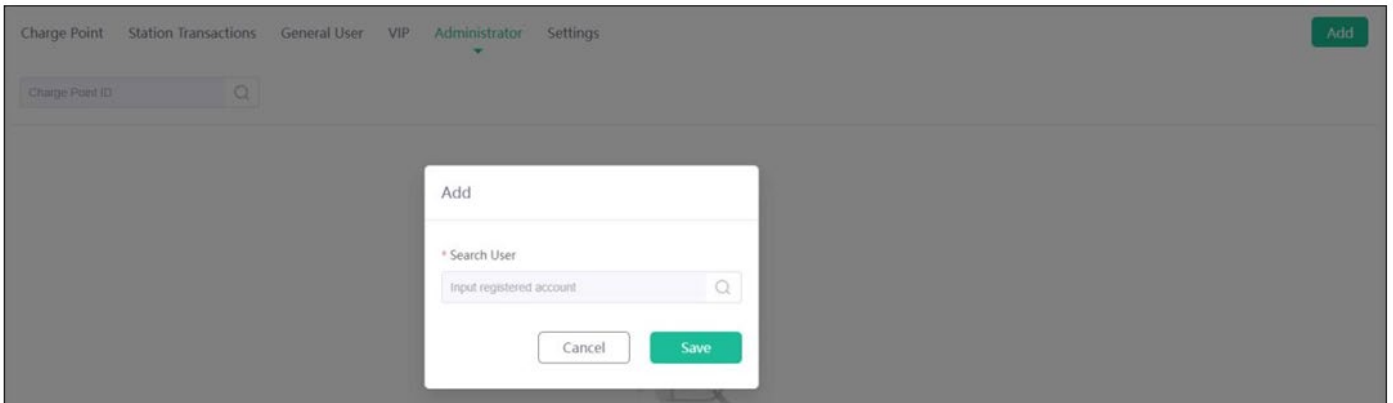 Charge Point Station Transactions General User VIP Administrator Settings Add
Charge Point ID
Add
* Search User
Input registered account
Cancel Save